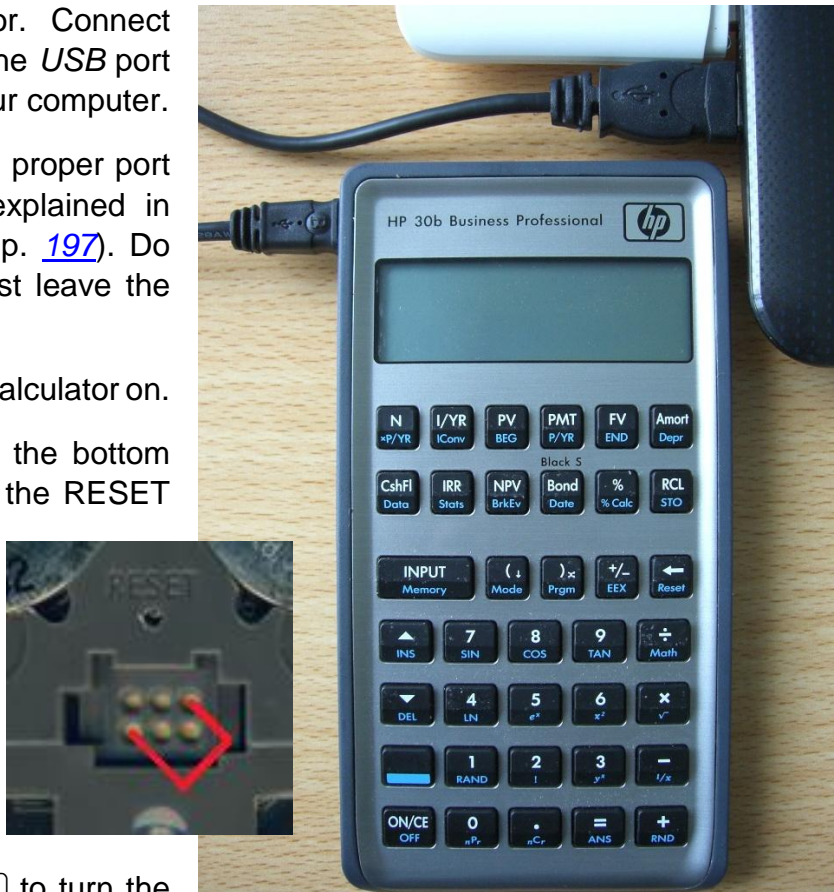 or. Connect
he USB port
ur computer.
proper port
explained in
p. 197). Do
st leave the
alculator on.
the bottom
the RESET
to turn the
HP 30b Business Professional hp
N I/YR PV PMT FV Amort
×P/YR IConv BEG P/YR END Depr
Black S
CshFl IRR NPV Bond % RCL
Data Stats BrkEv Date % Calc STO
INPUT (↓ )× +/− ←
Memory Mode Prgm EEX Reset
▲ 7 8 9 ÷
INS SIN COS TAN Math
▼ 4 5 6 ×
DEL LN eˣ x² √
1 2 3 −
RAND ! yˣ 1/x
ON/CE 0 . = +
OFF nPr nCr ANS RND
RESET